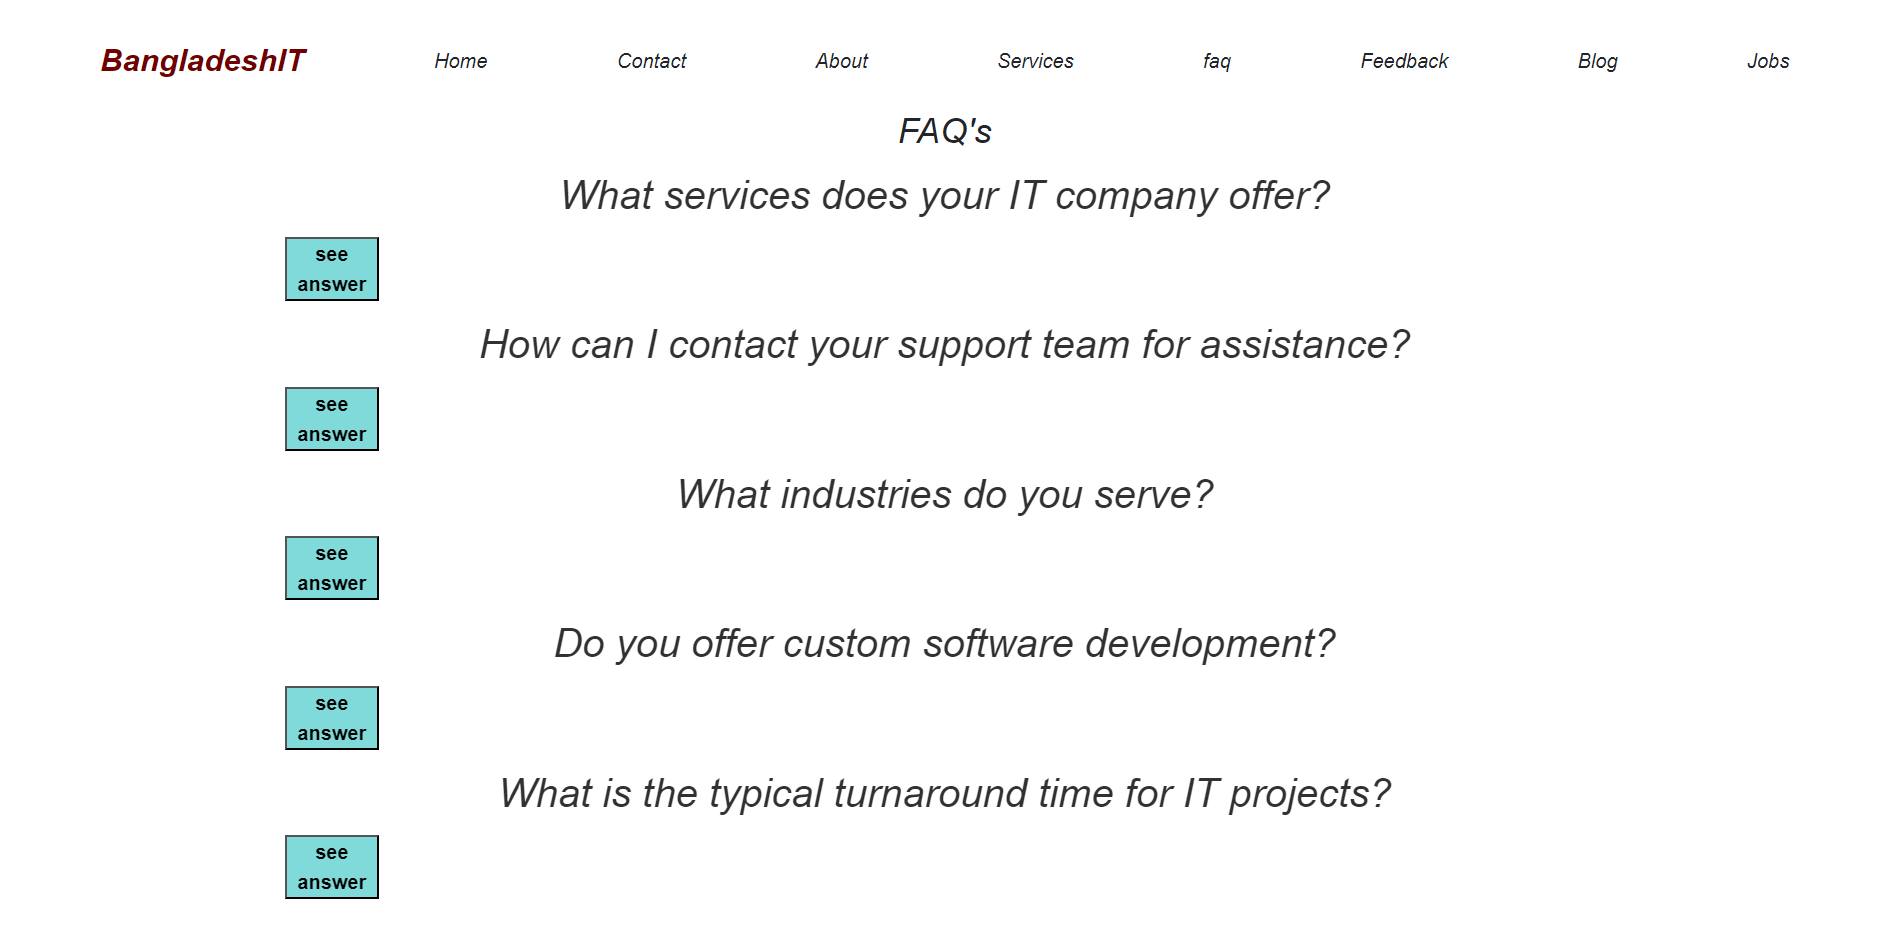 BangladeshIT Home Contact About Services faq Feedback Blog Jobs
FAQ's
What services does your IT company offer?
see
answer
How can I contact your support team for assistance?
see
answer
What industries do you serve?
see
answer
Do you offer custom software development?
see
answer
What is the typical turnaround time for IT projects?
see
answer